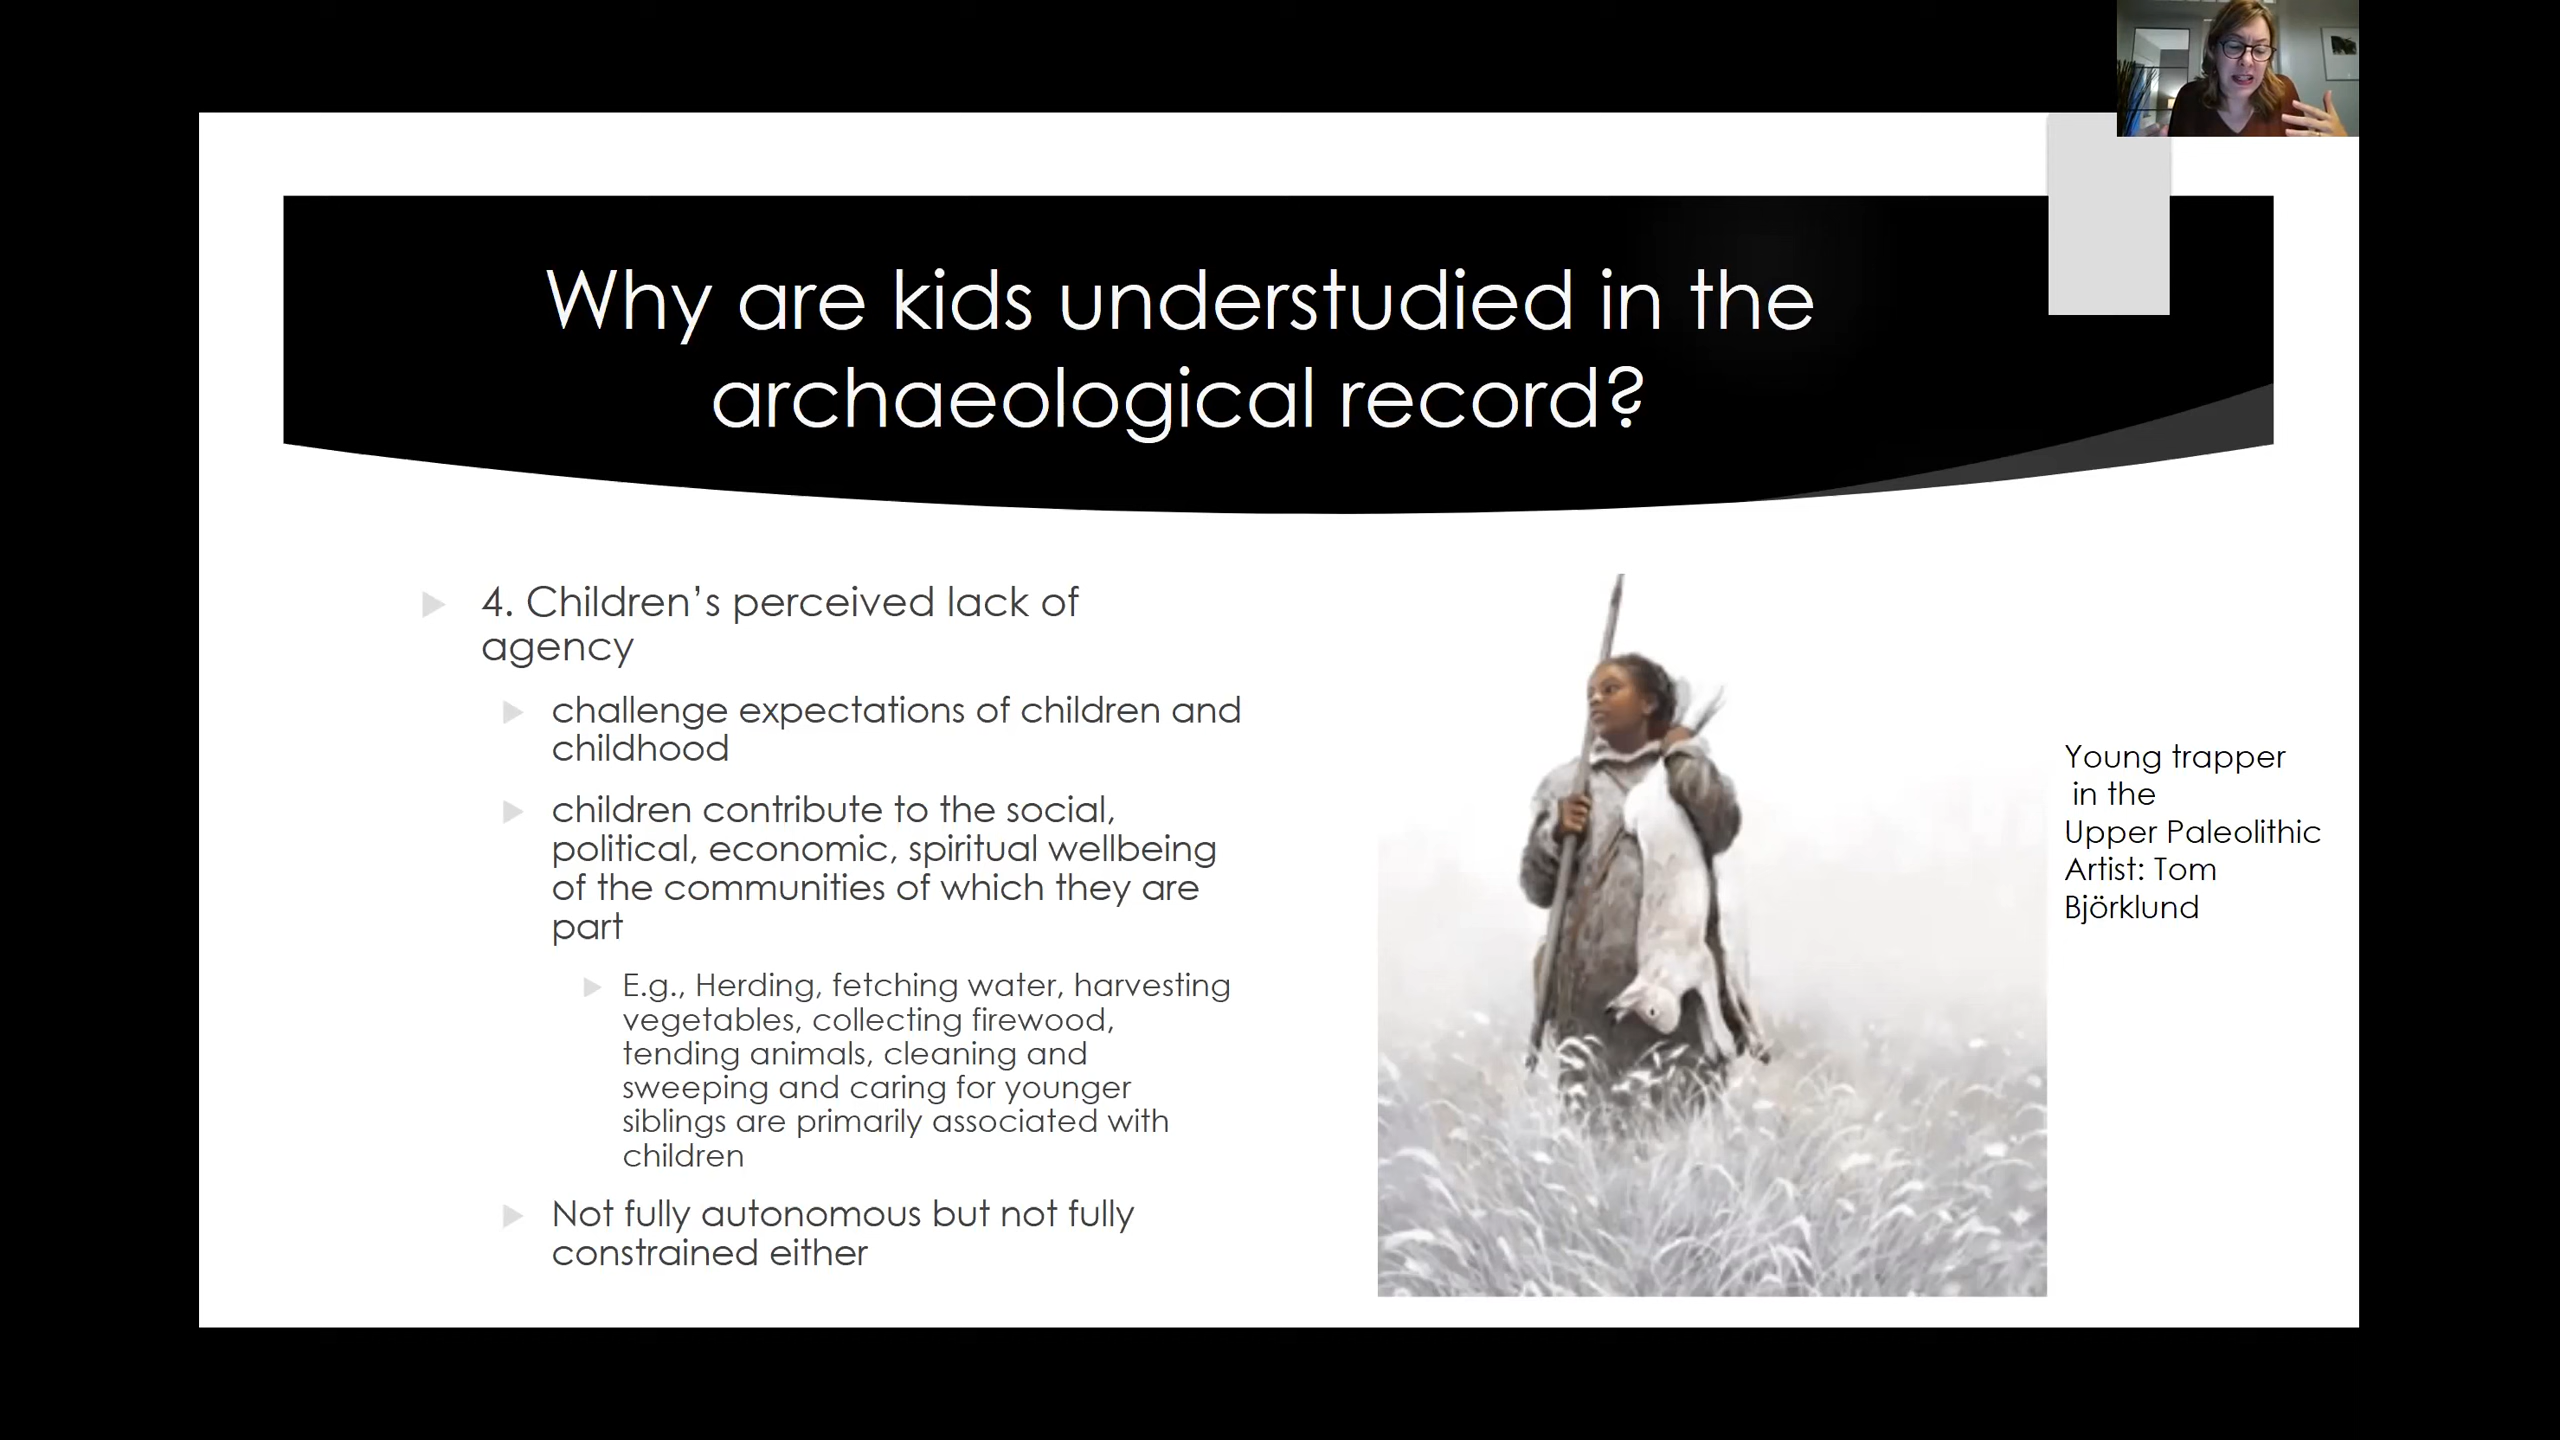 Why are kids understudied in the
archaeological record?
4. Children’s perceived lack of
agency
challenge expectations of children and
childhood
children contribute to the social,
political, economic, spiritual wellbeing
of the communities of which they are
part
E.g., Herding, fetching water, harvesting
vegetables, collecting firewood,
tending animals, cleaning and
sweeping and caring for younger
siblings are primarily associated with
children
Not fully autonomous but not fully
constrained either
Young trapper
in the
Upper Paleolithic
Artist: Tom
Björklund